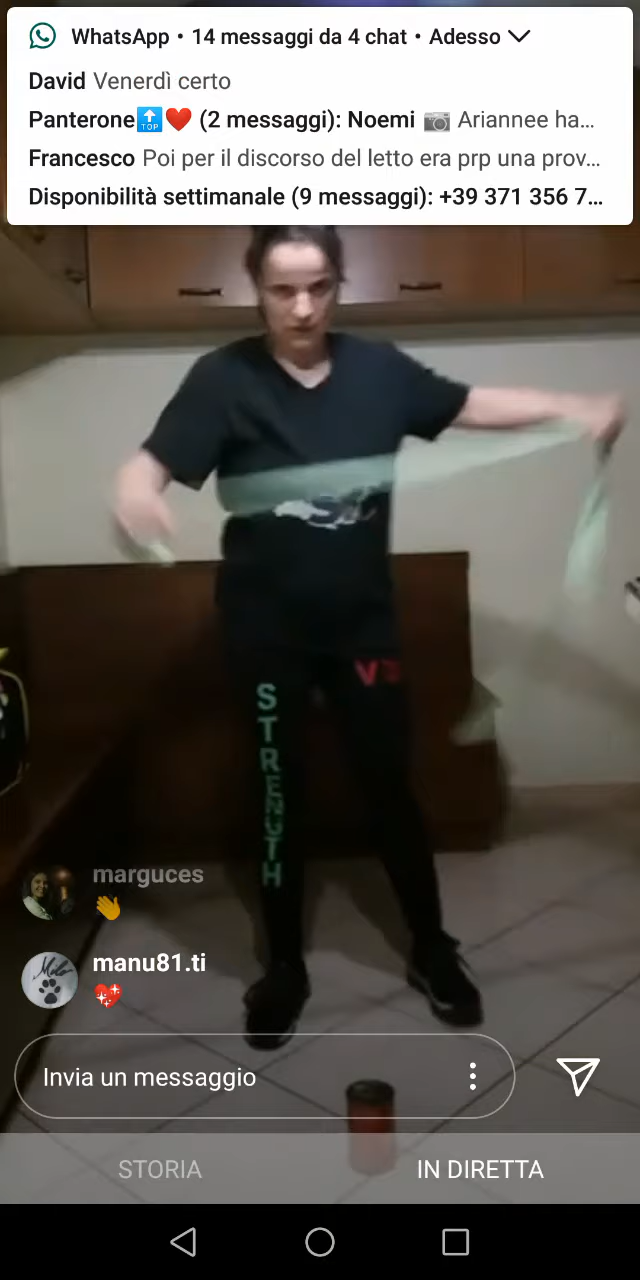 WhatsApp • 14 messaggi da 4 chat • Adesso
David Venerdì certo
Panterone🔝❤️ (2 messaggi): Noemi 📷 Ariannee ha...
Francesco Poi per il discorso del letto era prp una prov...
Disponibilità settimanale (9 messaggi): +39 371 356 7...
V3
STRENGTH
marguces
👋
manu81.ti
💖
Invia un messaggio
STORIA IN DIRETTA